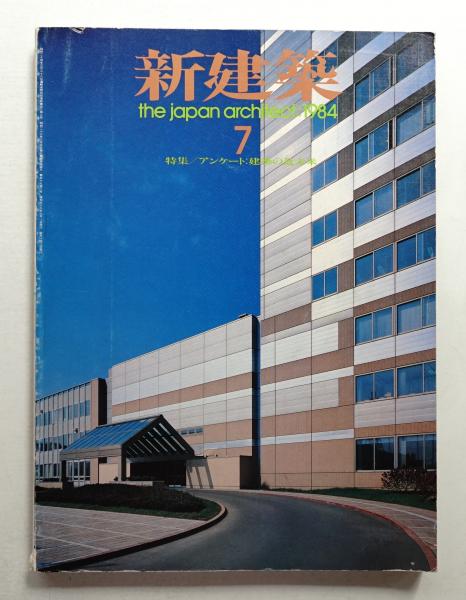 新建築
the japan architect 1984
7
特集／アンケート:建築の近未来